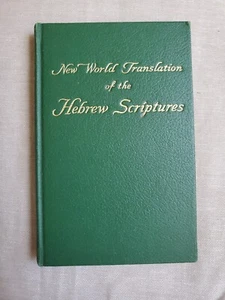 New World Translation
of the
Hebrew Scriptures